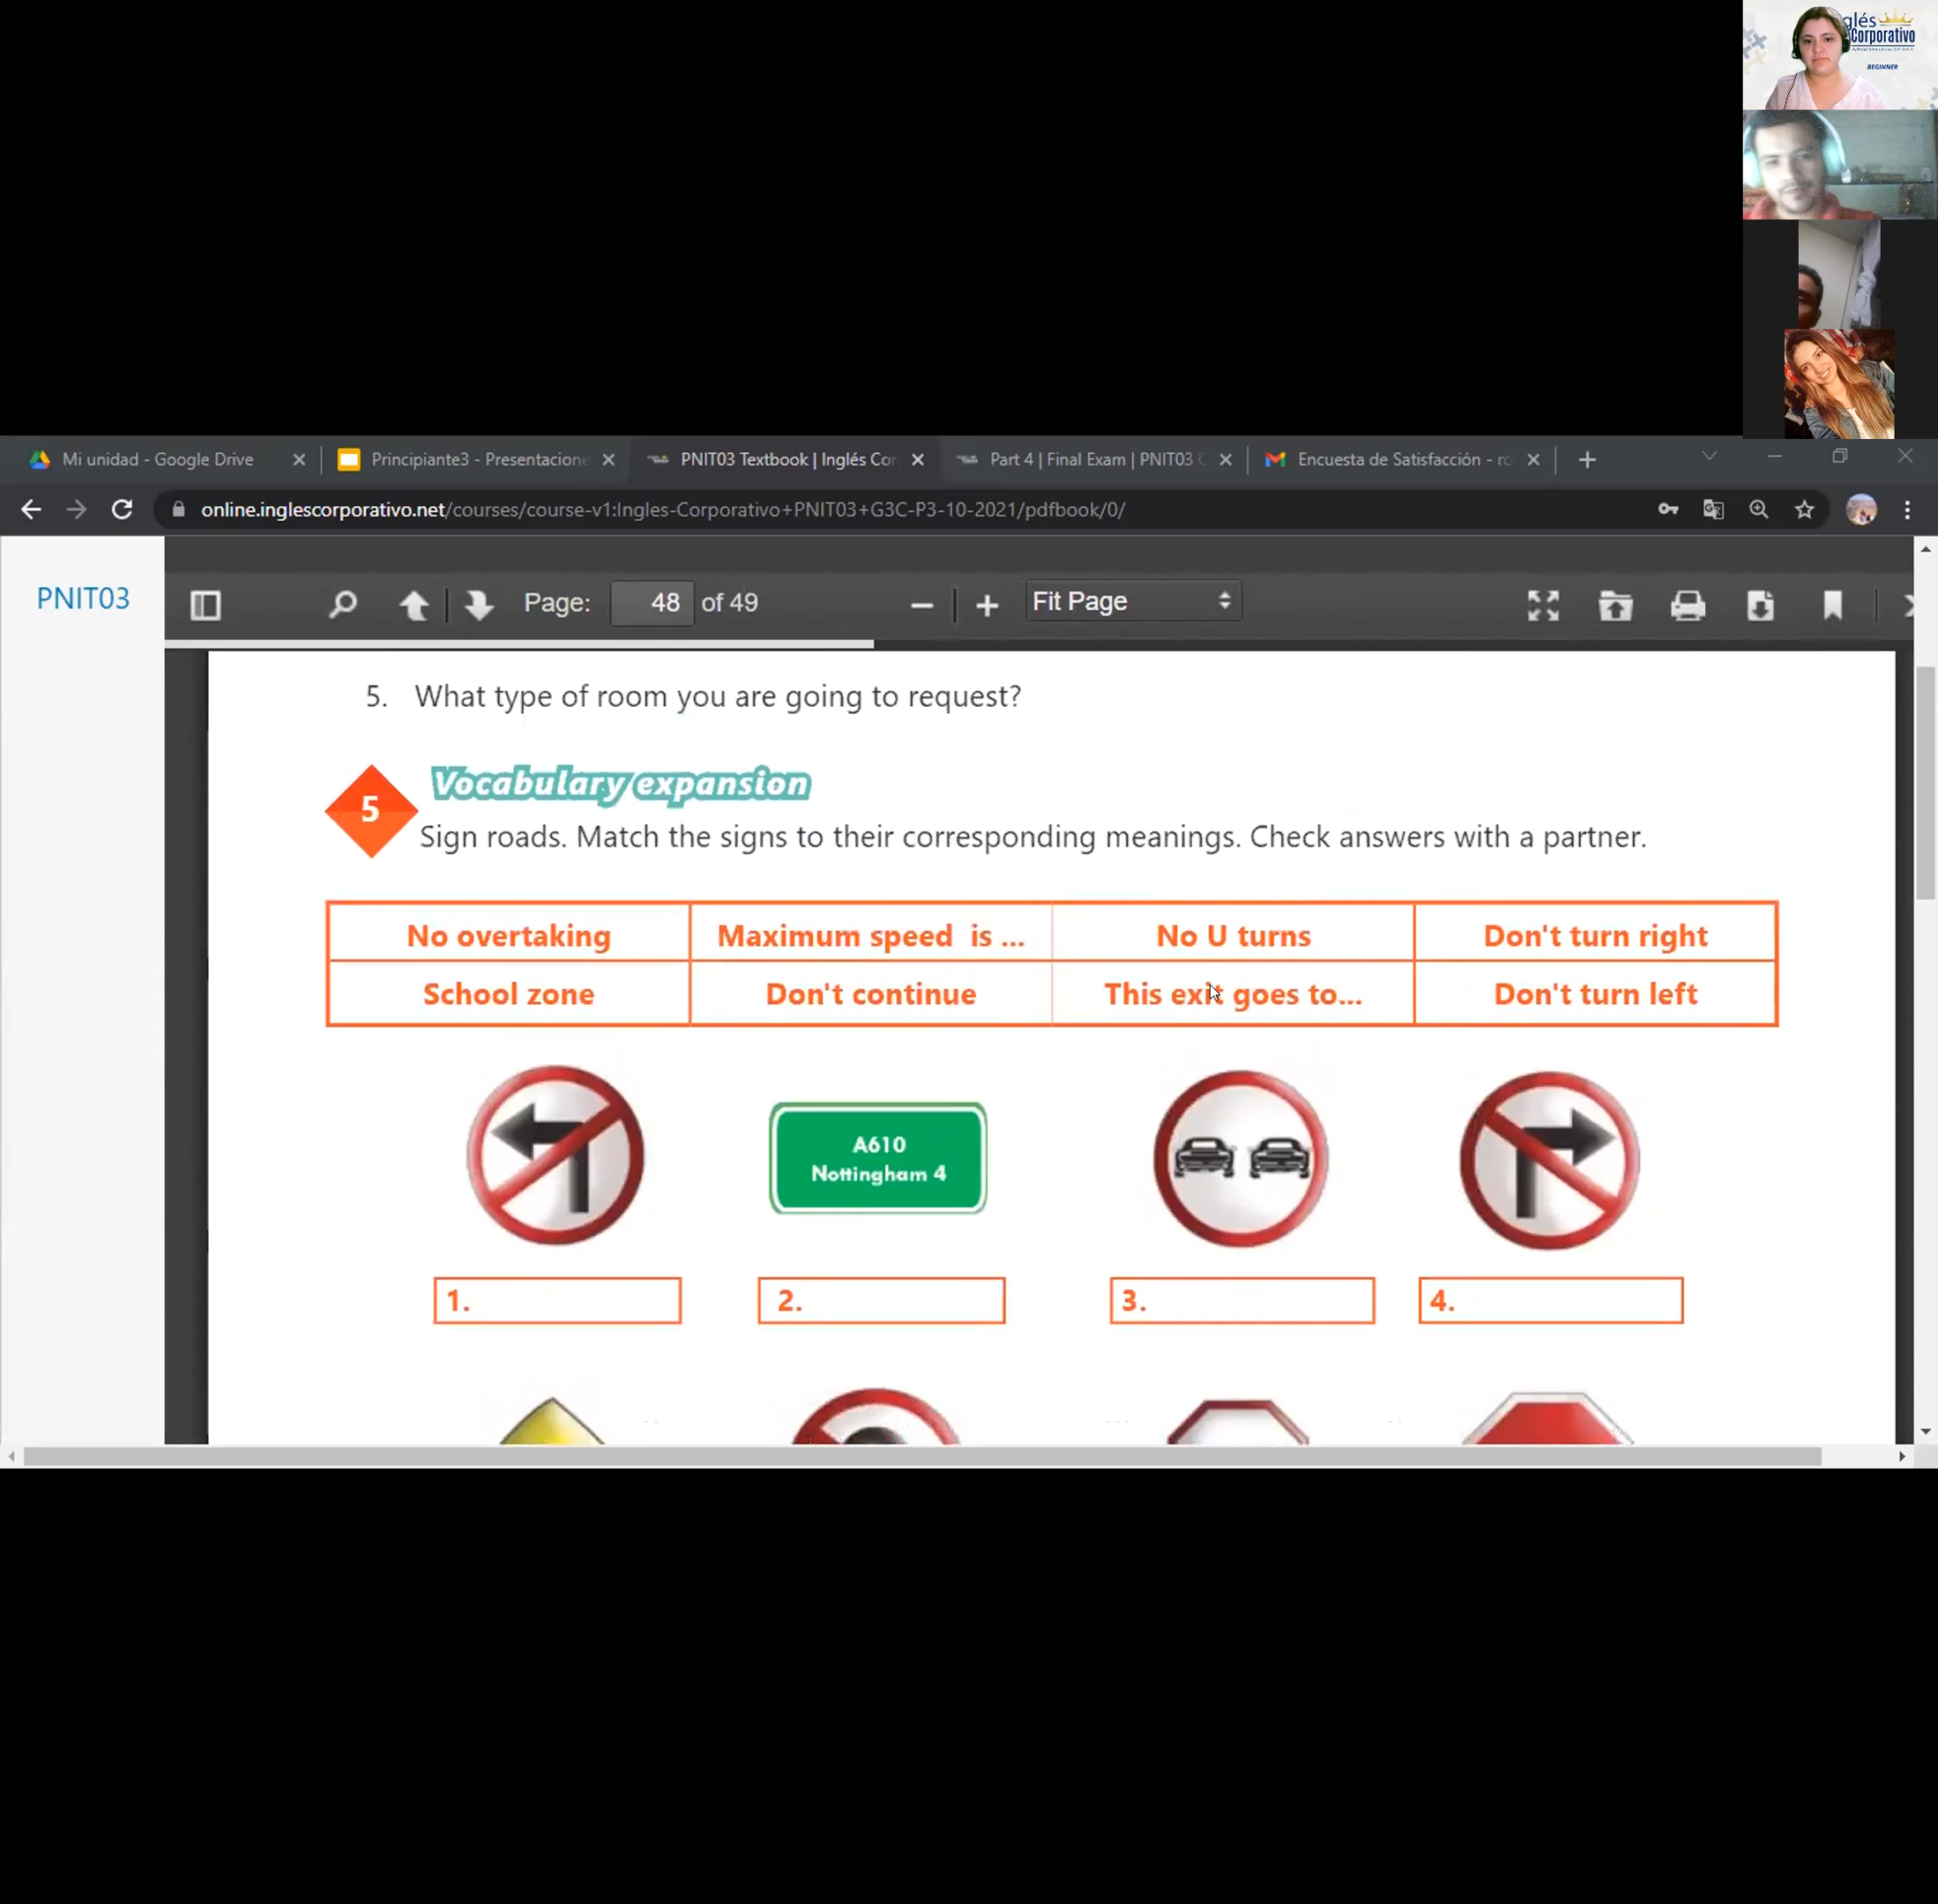 glés
Corporativo
BEGINNER
Mi unidad - Google Drive
Principiante3 - Presentacione
PNIT03 Textbook | Inglés Cor
Part 4 | Final Exam | PNIT03 C
Encuesta de Satisfacción - ro
online.inglescorporativo.net/courses/course-v1:Ingles-Corporativo+PNIT03+G3C-P3-10-2021/pdfbook/0/
PNIT03
Page: 48 of 49
Fit Page
5. What type of room you are going to request?
5
Vocabulary expansion
Sign roads. Match the signs to their corresponding meanings. Check answers with a partner.
No overtaking Maximum speed is ... No U turns Don't turn right
School zone Don't continue This exit goes to... Don't turn left
A610
Nottingham 4
1. 2. 3. 4.